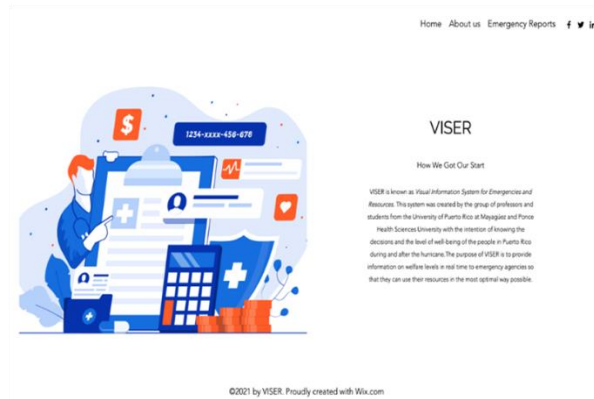 Home About us Emergency Reports
$
1234-xxxx-456-678
VISER
How We Got Our Start
VISER is known as Visual Information System for Emergencies and
Resources. This system was created by the group of professors and
students from the University of Puerto Rico at Mayagüez and Ponce
Health Sciences University with the intention of knowing the
decisions and the level of well-being of the people in Puerto Rico
during and after the hurricane. The purpose of VISER is to provide
information on welfare levels in real time to emergency agencies so
that they can use their resources in the most optimal way possible.
©2021 by VISER. Proudly created with Wix.com